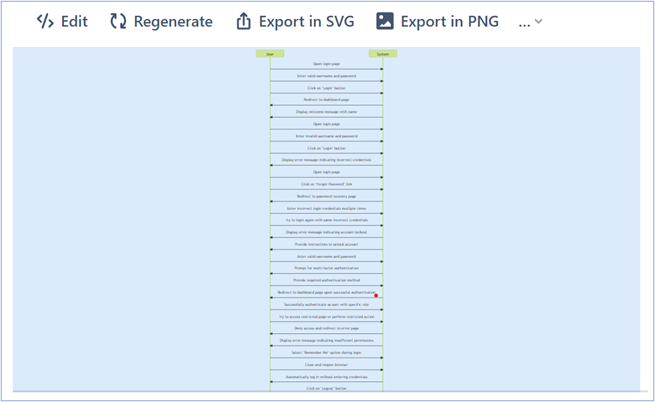 Edit
Regenerate
Export in SVG
Export in PNG
...
User
System
Open login page
Enter valid username and password
Click on 'Login' button
Redirect to dashboard page
Display welcome message with name
Open login page
Enter invalid username and password
Click on 'Login' button
Display error message indicating incorrect credentials
Open login page
Click on 'Forgot Password' link
Redirect to password recovery page
Enter incorrect login credentials multiple times
Try to login again with same incorrect credentials
Display error message indicating account lockout
Provide instructions to unlock account
Enter valid username and password
Prompt for multi-factor authentication
Provide required authentication method
Redirect to dashboard page upon successful authentication
Successfully authenticate as user with specific role
Try to access restricted page or perform restricted action
Deny access and redirect to error page
Display error message indicating insufficient permissions
Select 'Remember Me' option during login
Close and reopen browser
Automatically log in without entering credentials
Click on 'Logout' button